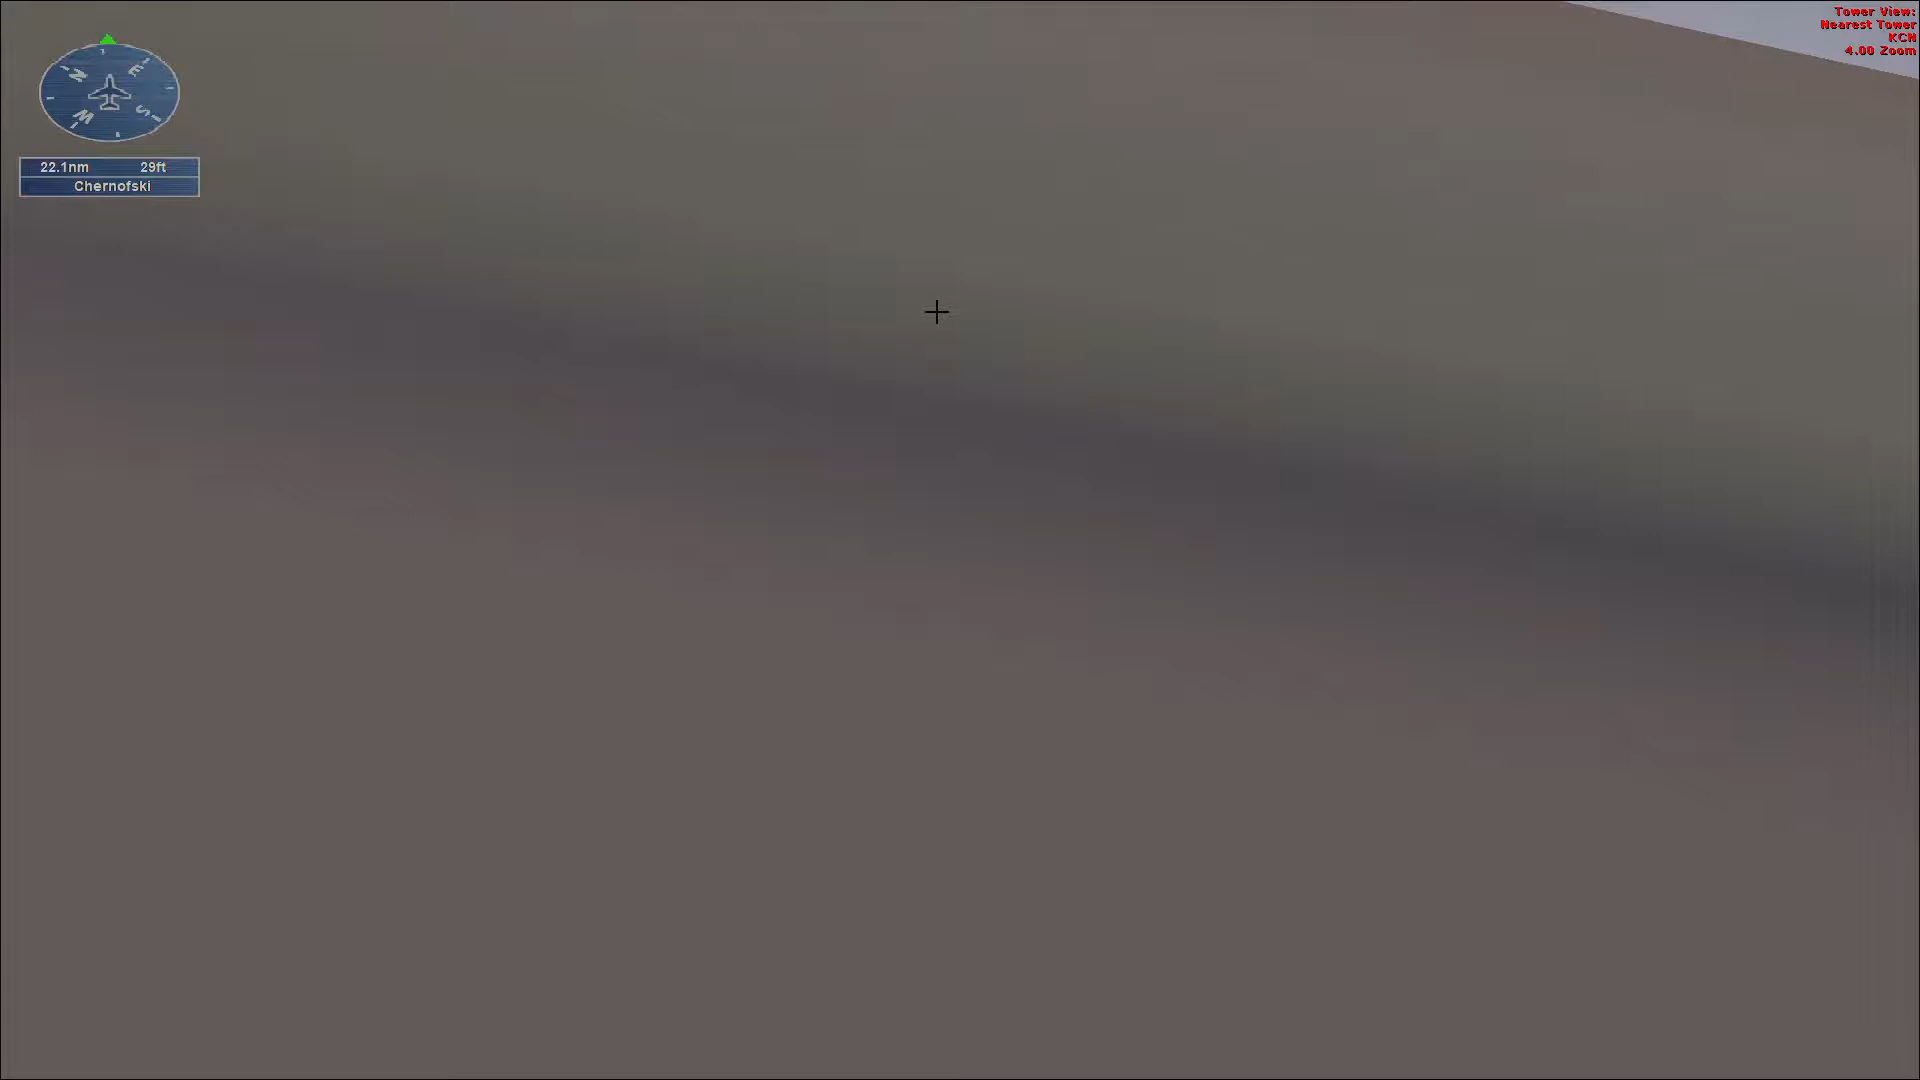 Tower View:
Nearest Tower
KCN
4.00 Zoom
N E
W S
22.1nm 29ft
Chernofski